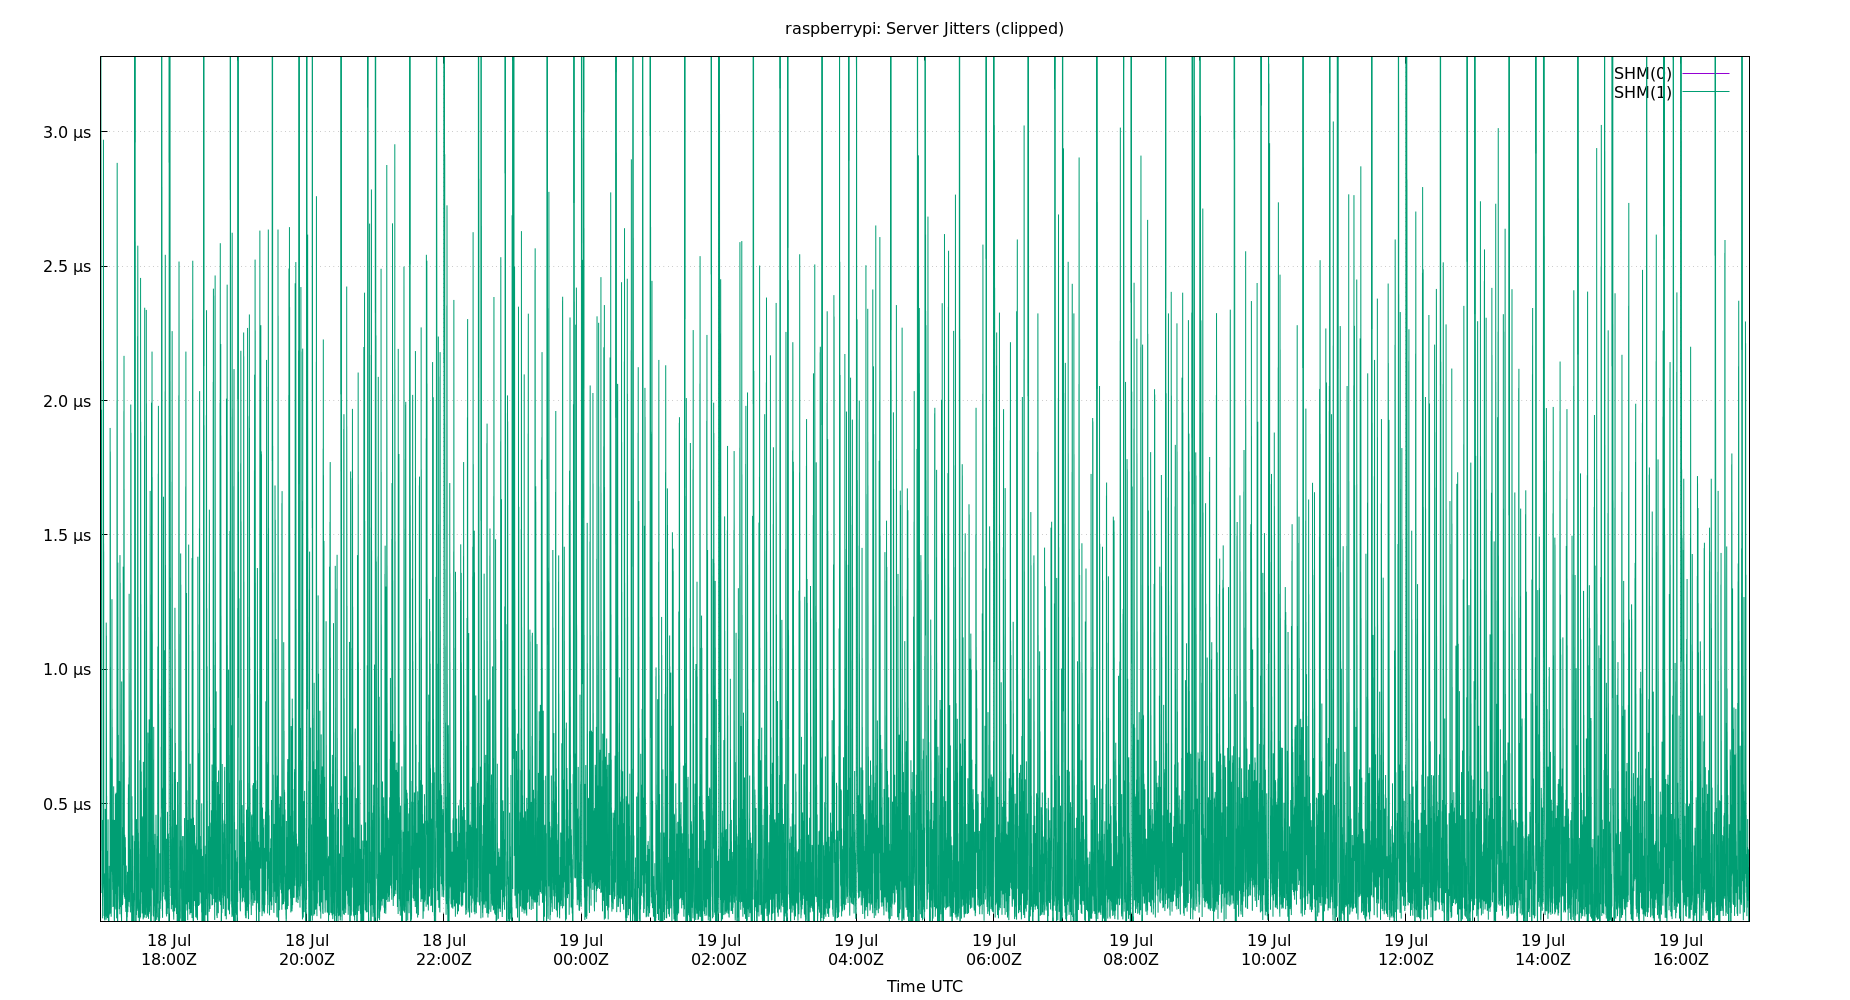 raspberrypi: Server Jitters (clipped)
SHM(0)
SHM(1)
3.0 µs
2.5 µs
2.0 µs
1.5 µs
1.0 µs
0.5 µs
18 Jul 18 Jul 18 Jul 19 Jul 19 Jul 19 Jul 19 Jul 19 Jul 19 Jul 19 Jul 19 Jul 19 Jul
18:00Z 20:00Z 22:00Z 00:00Z 02:00Z 04:00Z 06:00Z 08:00Z 10:00Z 12:00Z 14:00Z 16:00Z
Time UTC